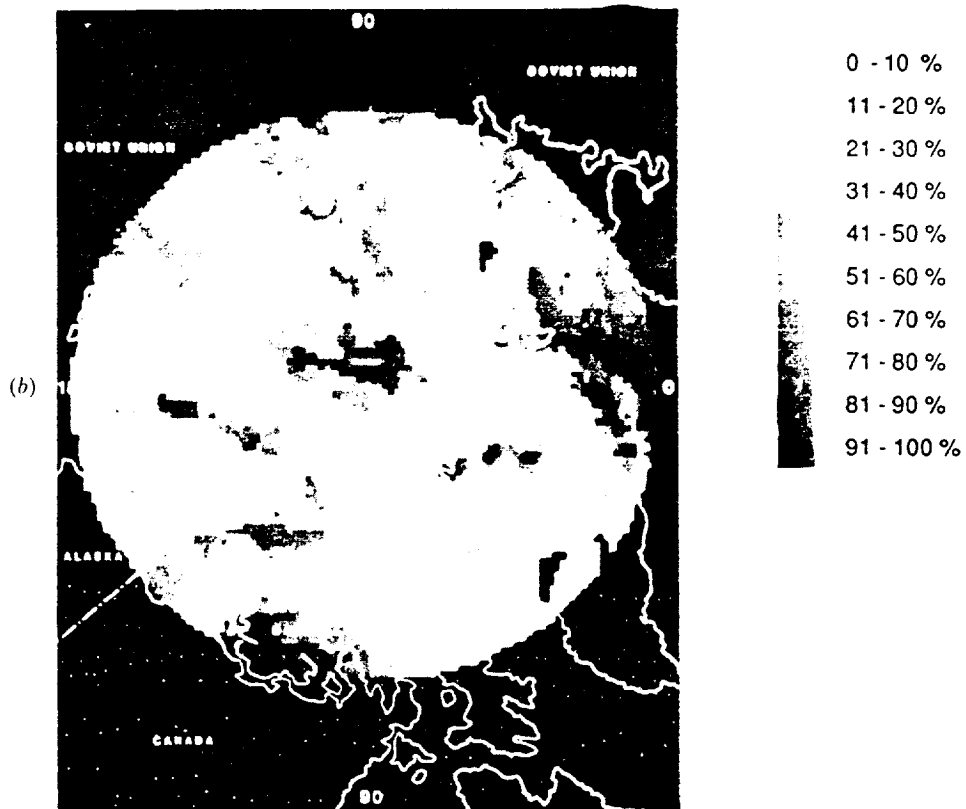 90
SOVIET UNION
SOVIET UNION
(b)
1
0
ALASKA
CANADA
90
0 - 10 %
11 - 20 %
21 - 30 %
31 - 40 %
41 - 50 %
51 - 60 %
61 - 70 %
71 - 80 %
81 - 90 %
91 - 100 %